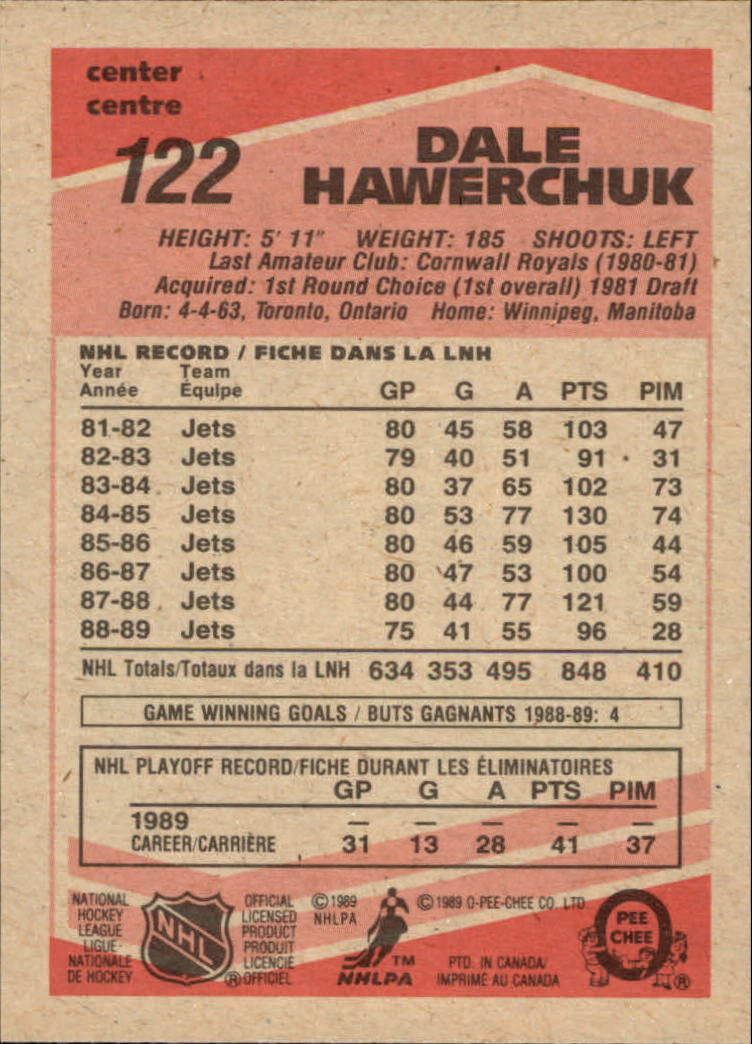 center
centre
122
DALE
HAWERCHUK
HEIGHT: 5' 11" WEIGHT: 185 SHOOTS: LEFT
Last Amateur Club: Cornwall Royals (1980-81)
Acquired: 1st Round Choice (1st overall) 1981 Draft
Born: 4-4-63, Toronto, Ontario Home: Winnipeg, Manitoba
NHL RECORD / FICHE DANS LA LNH
Year Team
Année Équipe GP G A PTS PIM
81-82 Jets 80 45 58 103 47
82-83 Jets 79 40 51 91 31
83-84 Jets 80 37 65 102 73
84-85 Jets 80 53 77 130 74
85-86 Jets 80 46 59 105 44
86-87 Jets 80 47 53 100 54
87-88 Jets 80 44 77 121 59
88-89 Jets 75 41 55 96 28
NHL Totals/Totaux dans la LNH 634 353 495 848 410
GAME WINNING GOALS / BUTS GAGNANTS 1988-89: 4
NHL PLAYOFF RECORD/FICHE DURANT LES ÉLIMINATOIRES
GP G A PTS PIM
1989 — — — — —
CAREER/CARRIÈRE 31 13 28 41 37
NATIONAL
HOCKEY
LEAGUE
LIGUE
NATIONALE
DE HOCKEY
NHL
OFFICIAL
LICENSED
PRODUCT
PRODUIT
LICENCIE
® OFFICIEL
© 1989
NHLPA
TM
NHLPA
© 1989 O-PEE-CHEE CO. LTD
PTD. IN CANADA/
IMPRIMÉ AU CANADA
PEE
CHEE
®